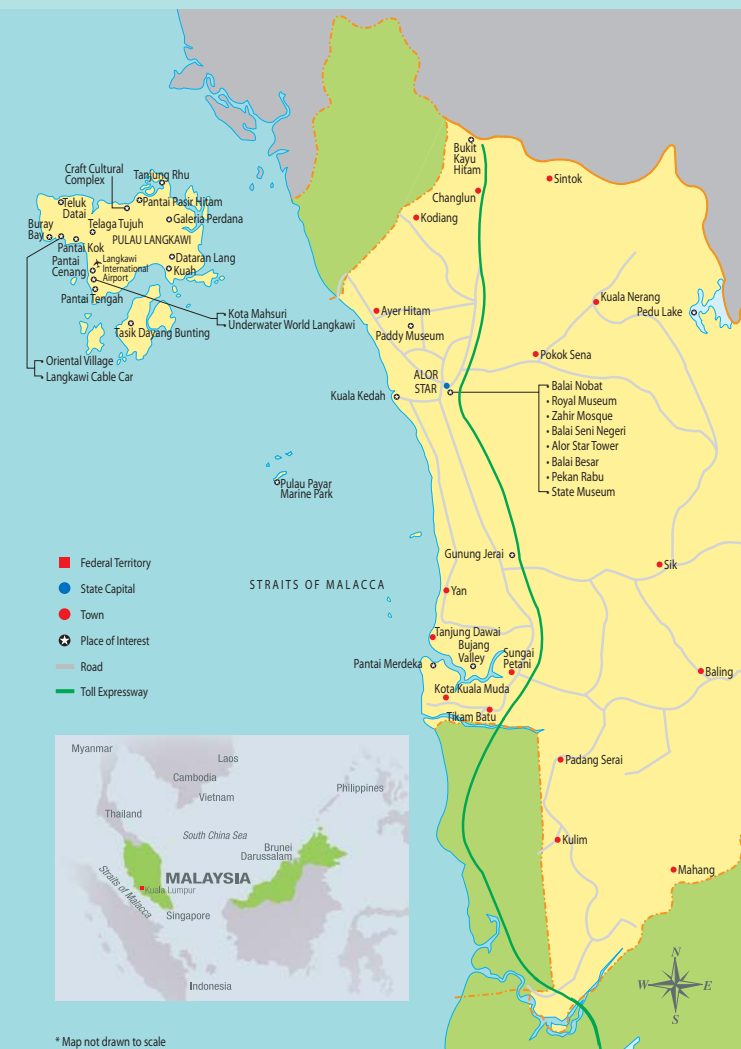 Bukit
Kayu
Hitam
Sintok
Changlun
Kodiang
Craft Cultural
Complex
Tanjung Rhu
Teluk
Datai
Pantai Pasir Hitam
Buray
Bay
Telaga Tujuh
Galeria Perdana
PULAU LANGKAWI
Pantai Kok
Pantai
Cenang
Langkawi
International
Airport
Dataran Lang
Kuah
Pantai Tengah
Kuala Nerang
Pedu Lake
• Kota Mahsuri
• Underwater World Langkawi
Ayer Hitam
Paddy Museum
Tasik Dayang Bunting
Pokok Sena
• Oriental Village
• Langkawi Cable Car
ALOR
STAR
Kuala Kedah
• Balai Nobat
• Royal Museum
• Zahir Mosque
• Balai Seni Negeri
• Alor Star Tower
• Balai Besar
• Pekan Rabu
• State Museum
Pulau Payar
Marine Park
Gunung Jerai
Sik
STRAITS OF MALACCA
Yan
Federal Territory
State Capital
Town
Place of Interest
Road
Toll Expressway
Tanjung Dawai
Bujang
Valley
Sungai
Petani
Pantai Merdeka
Baling
Kota Kuala Muda
Tikam Batu
Padang Serai
Kulim
Mahang
Myanmar
Laos
Cambodia
Vietnam
Philippines
Thailand
South China Sea
Brunei
Darussalam
MALAYSIA
Kuala Lumpur
Straits of Malacca
Singapore
Indonesia
N
W
E
S
* Map not drawn to scale